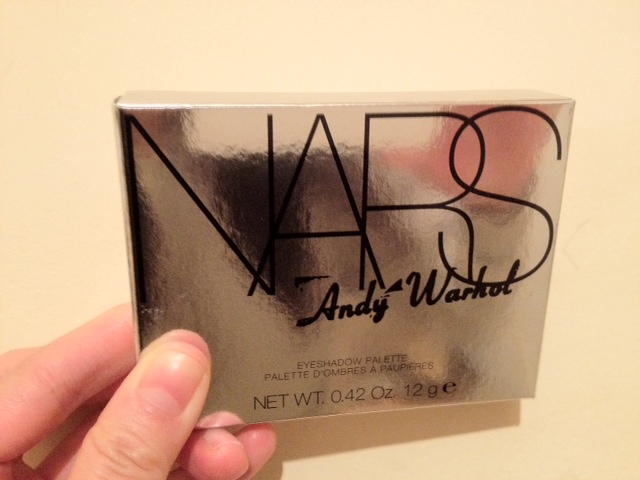 NARS
Andy Warhol
EYESHADOW PALETTE
PALETTE D'OMBRES À PAUPIÈRES
NET WT. 0.42 Oz. 12 g e